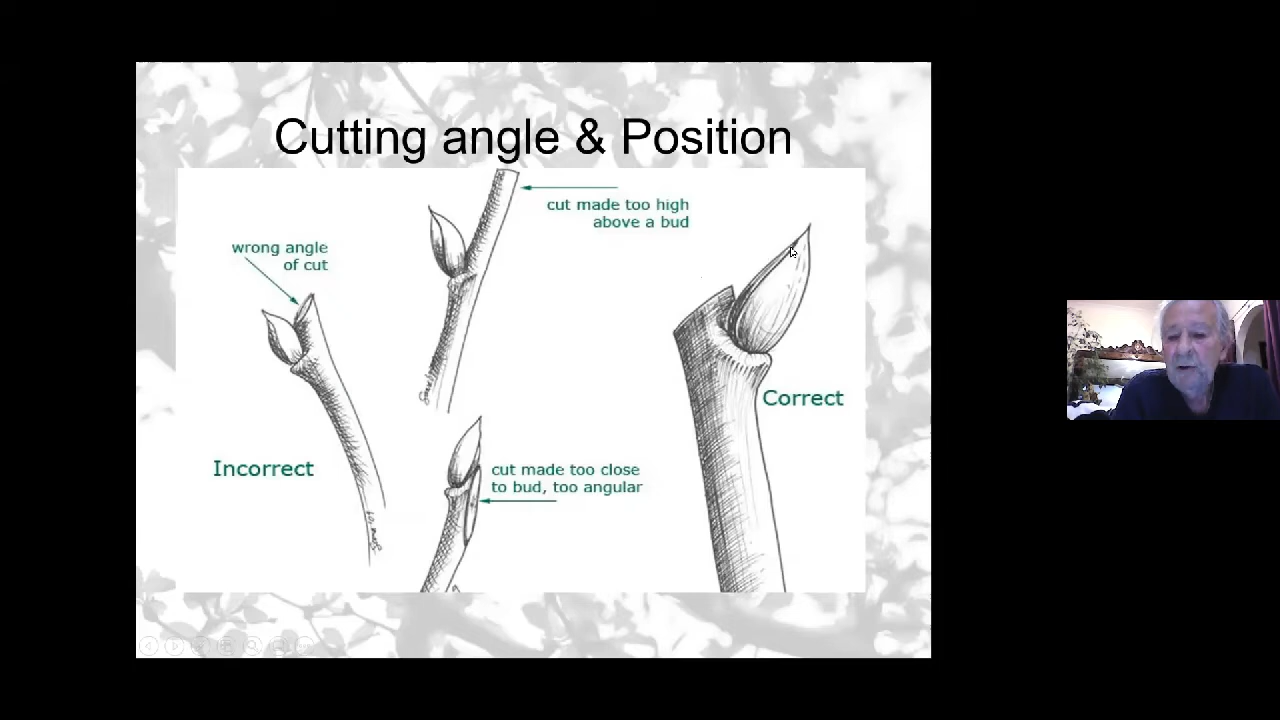 Cutting angle & Position
cut made too high
above a bud
wrong angle
of cut
Correct
Incorrect
cut made too close
to bud, too angular